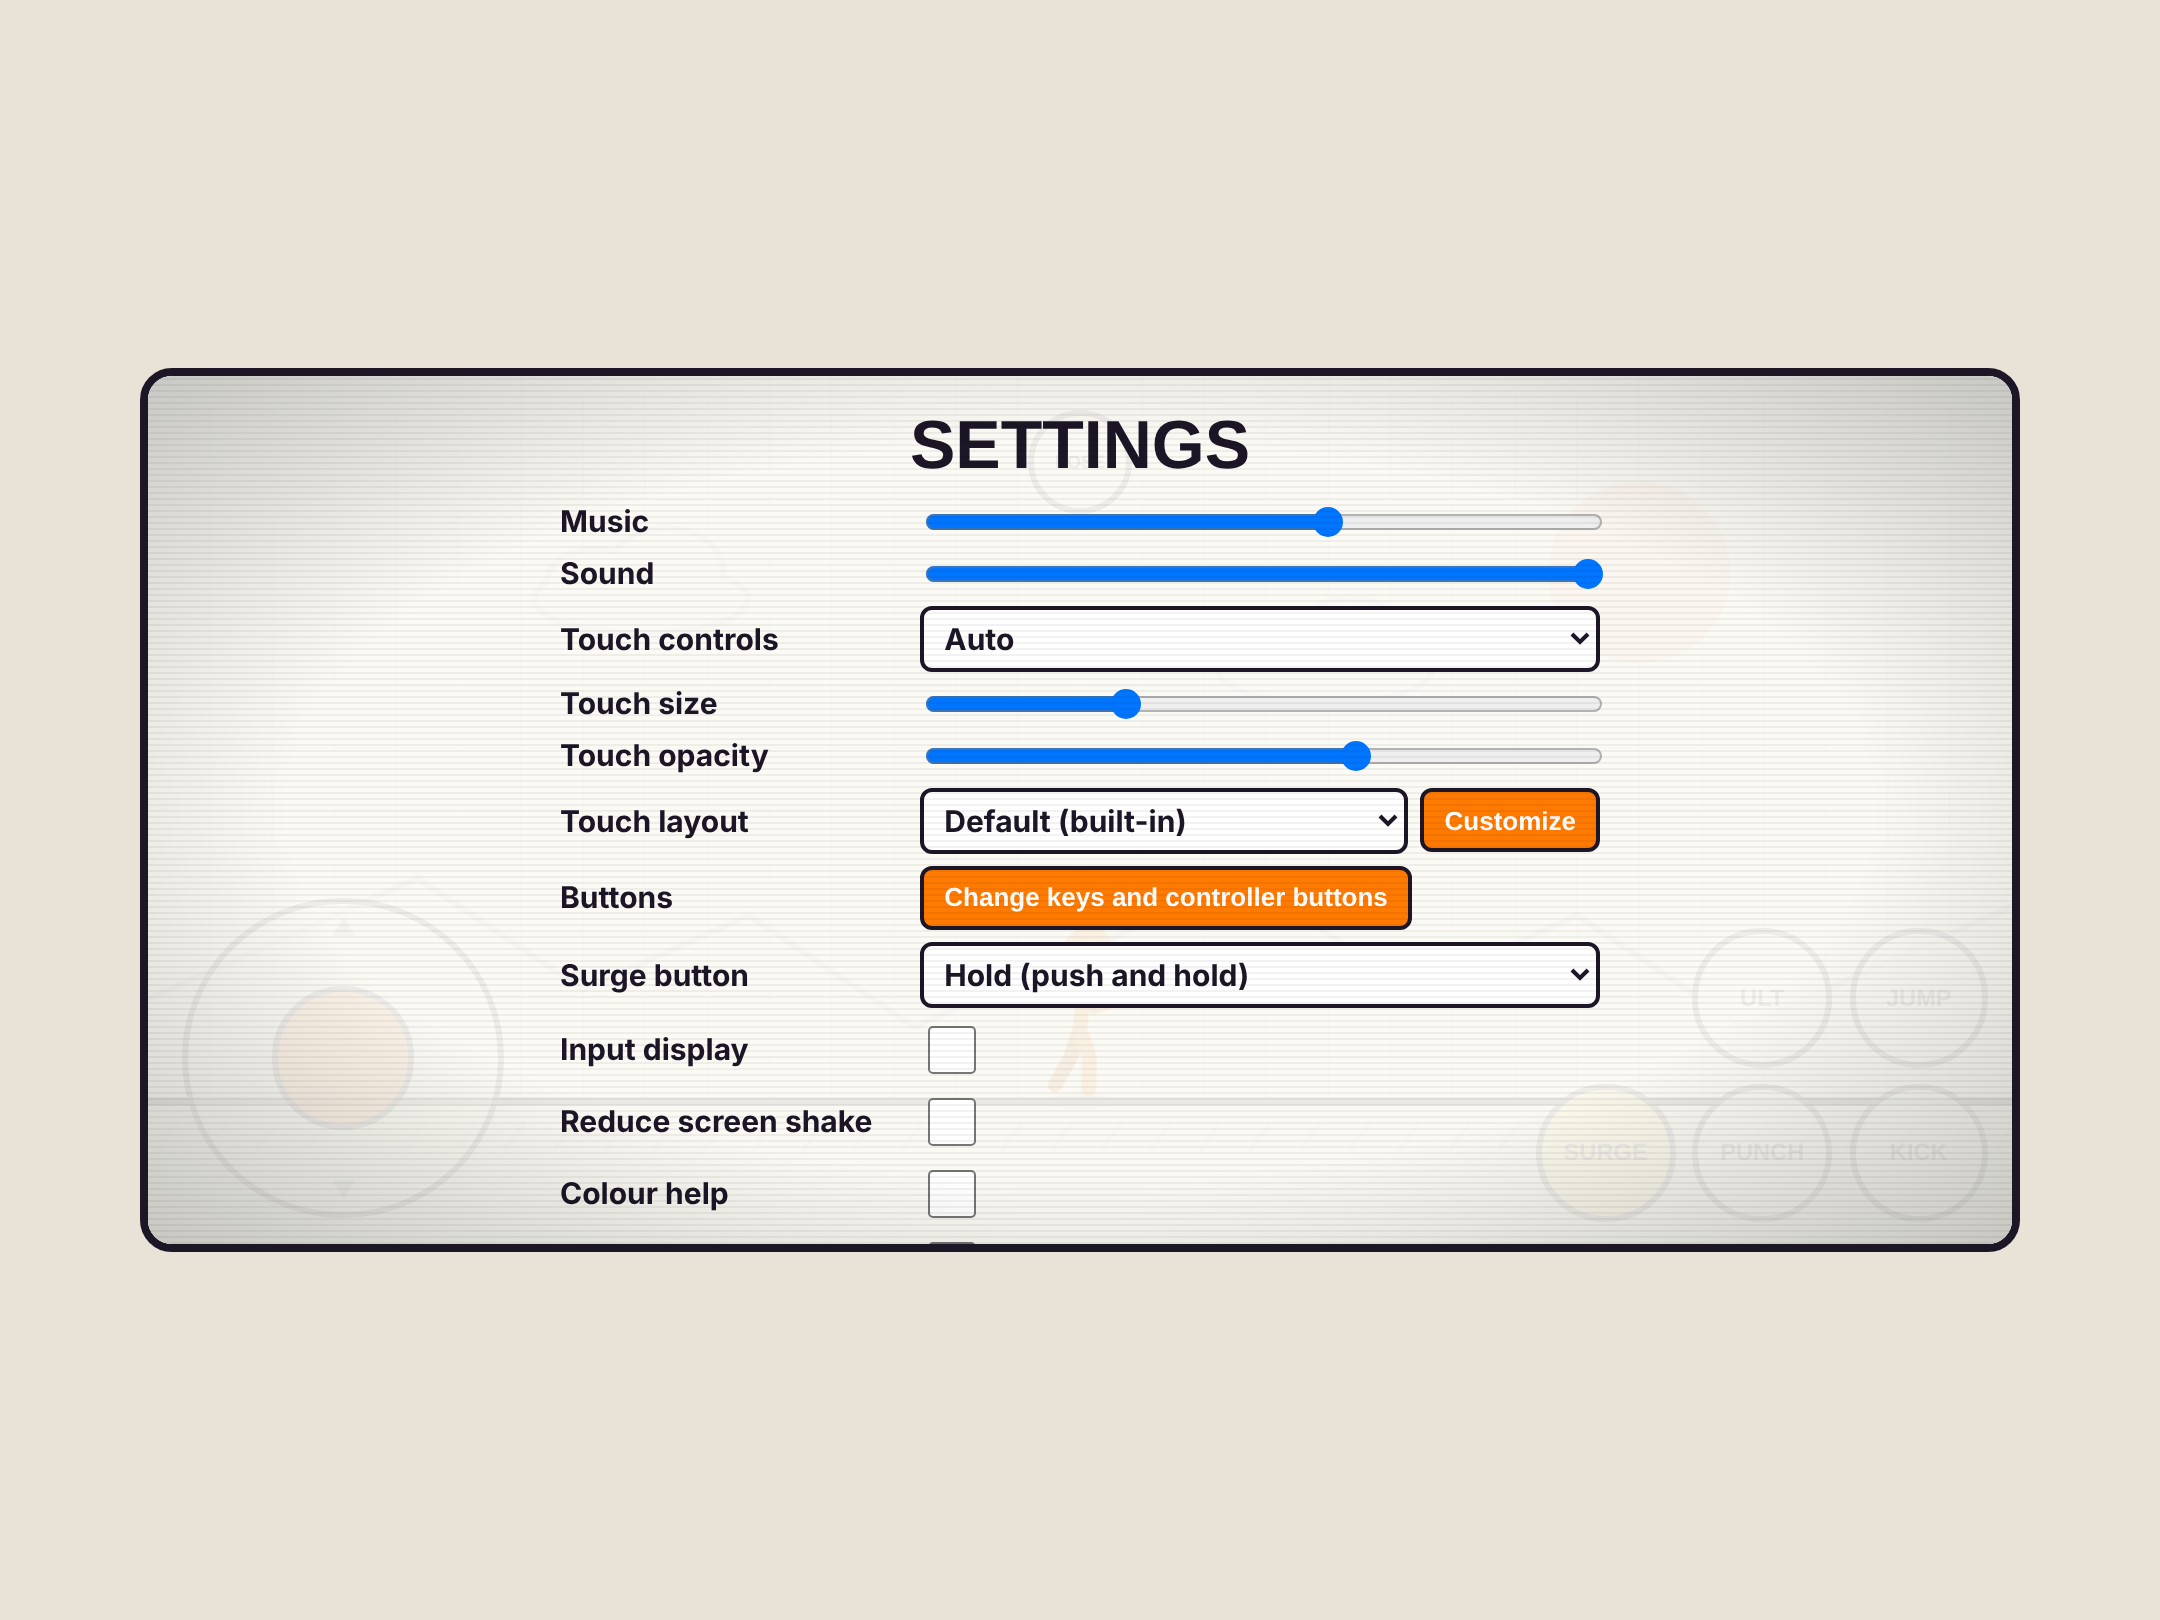 SETTINGS
Music
Sound
Touch controls Auto
Touch size
Touch opacity
Touch layout Default (built-in) Customize
Buttons Change keys and controller buttons
Surge button Hold (push and hold)
ULT JUMP
Input display
Reduce screen shake
SURGE PUNCH KICK
Colour help